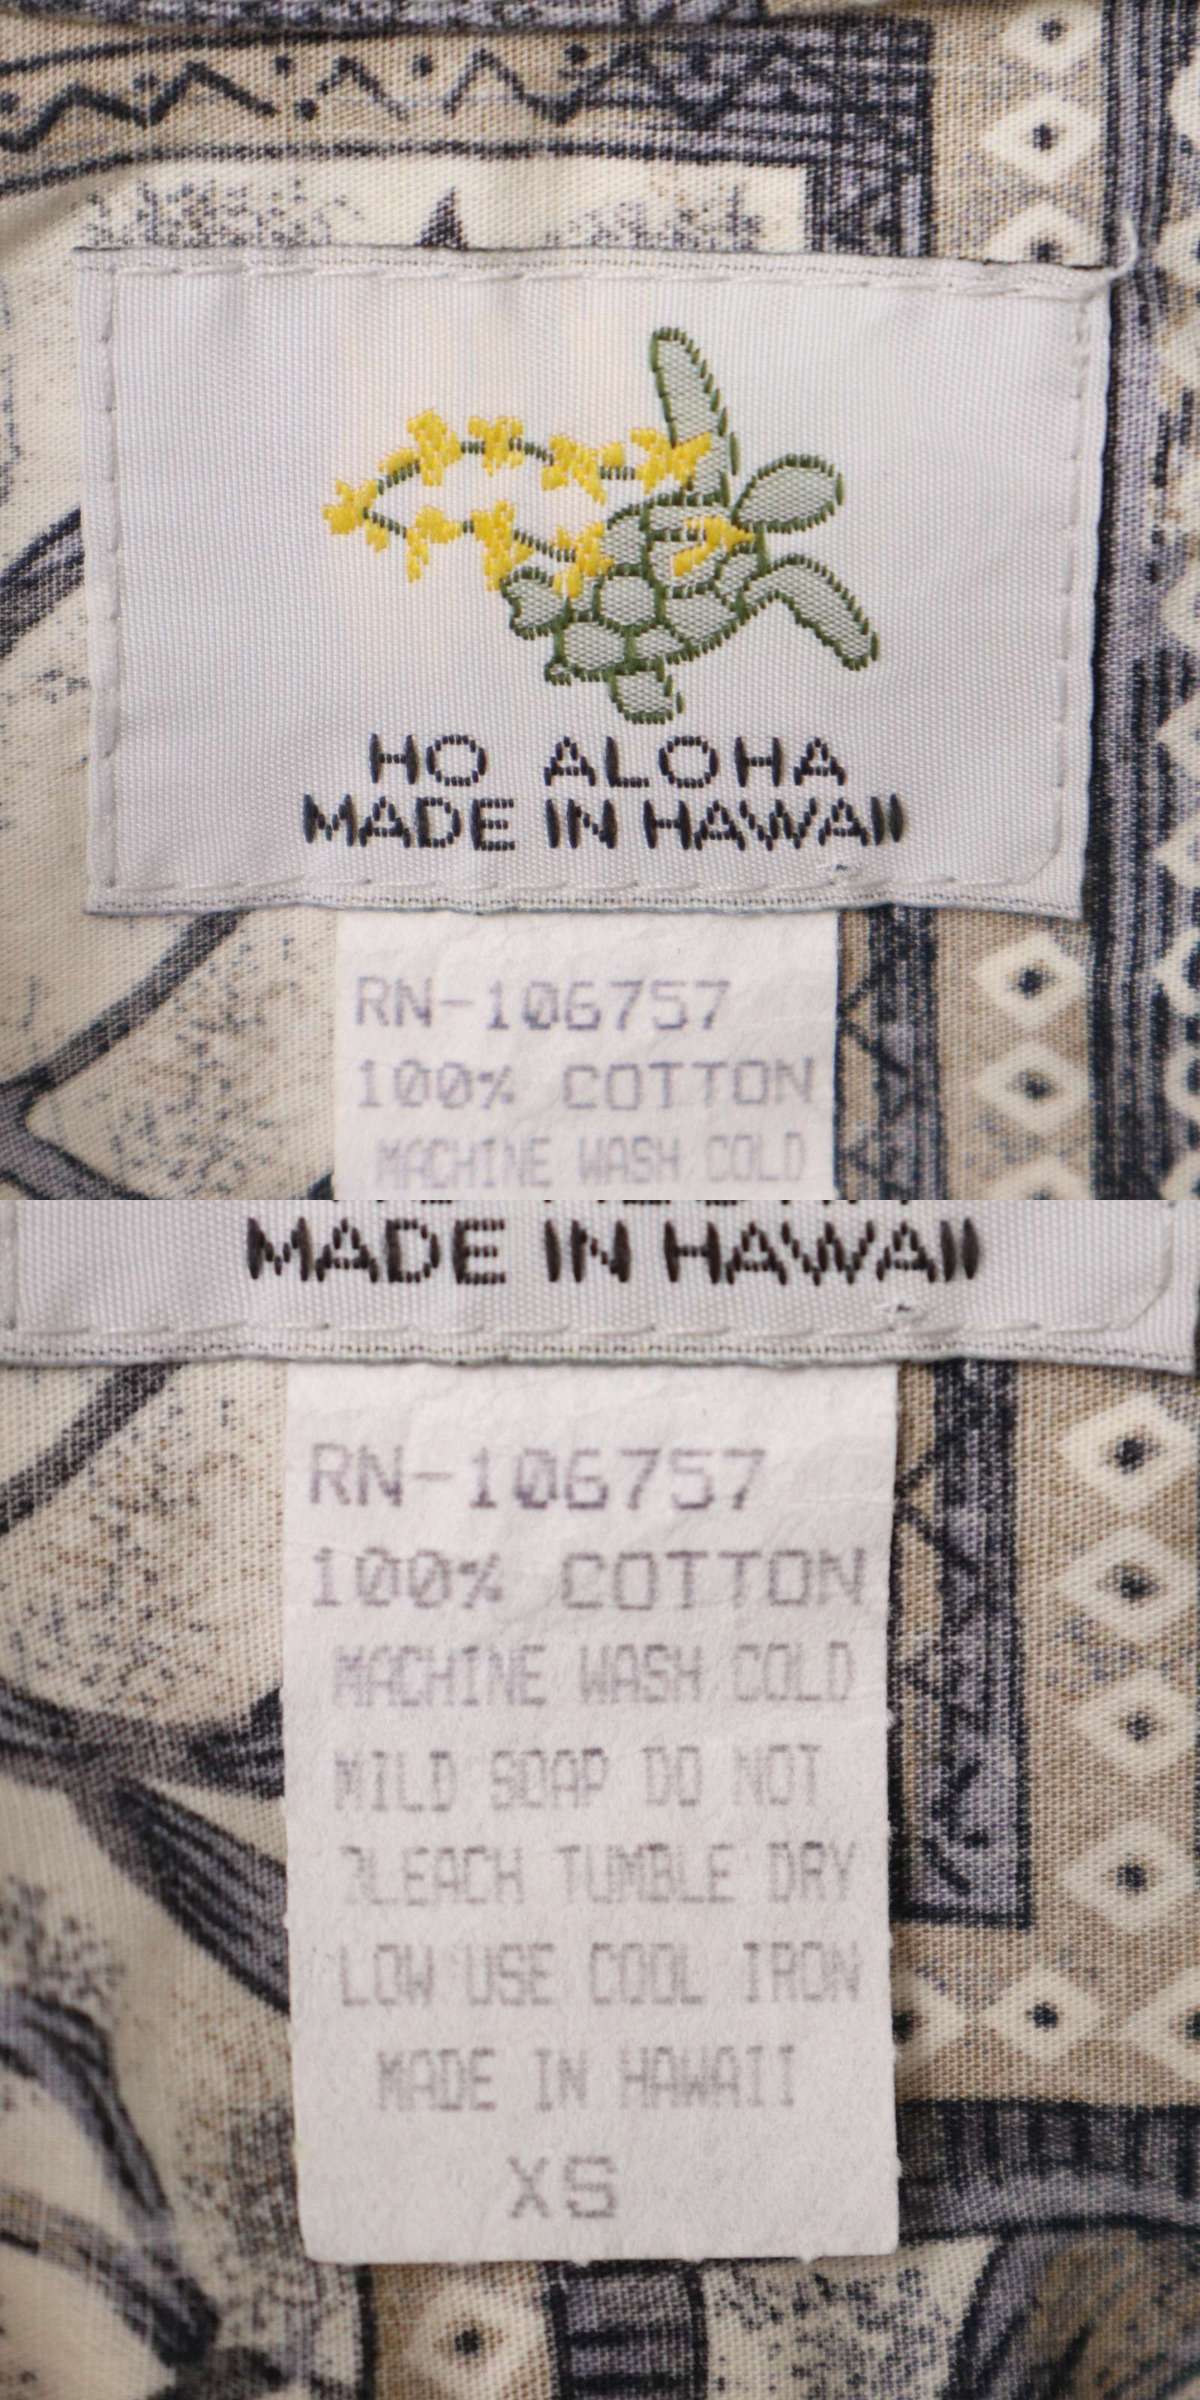 HO ALOHA
MADE IN HAWAII
RN-106757
100% COTTON
MACHINE WASH COLD
MADE IN HAWAII
RN-106757
100% COTTON
MACHINE WASH COLD
MILD SOAP DO NOT
BLEACH TUMBLE DRY
LOW USE COOL IRON
MADE IN HAWAII
XS